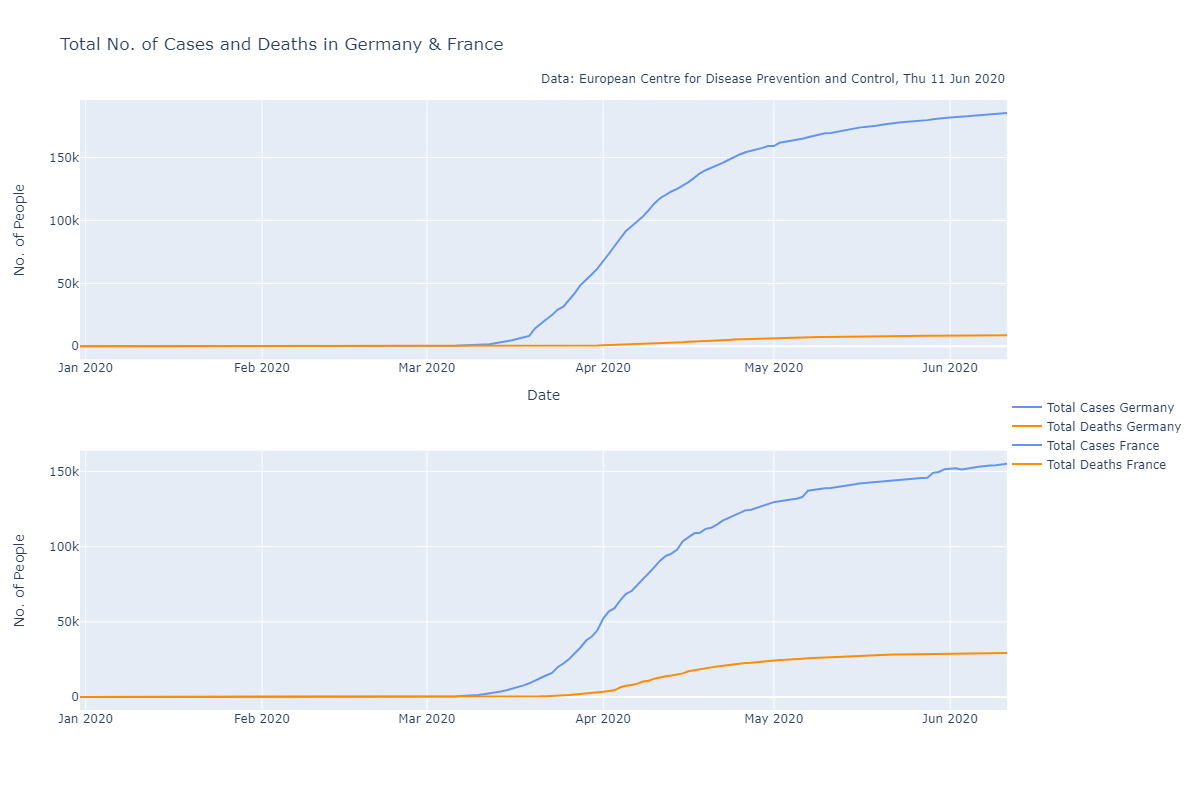 Total No. of Cases and Deaths in Germany & France
Data: European Centre for Disease Prevention and Control, Thu 11 Jun 2020
No. of People
150k
100k
50k
0
Jan 2020 Feb 2020 Mar 2020 Apr 2020 May 2020 Jun 2020
Date
Total Cases Germany
Total Deaths Germany
Total Cases France
Total Deaths France
No. of People
150k
100k
50k
0
Jan 2020 Feb 2020 Mar 2020 Apr 2020 May 2020 Jun 2020